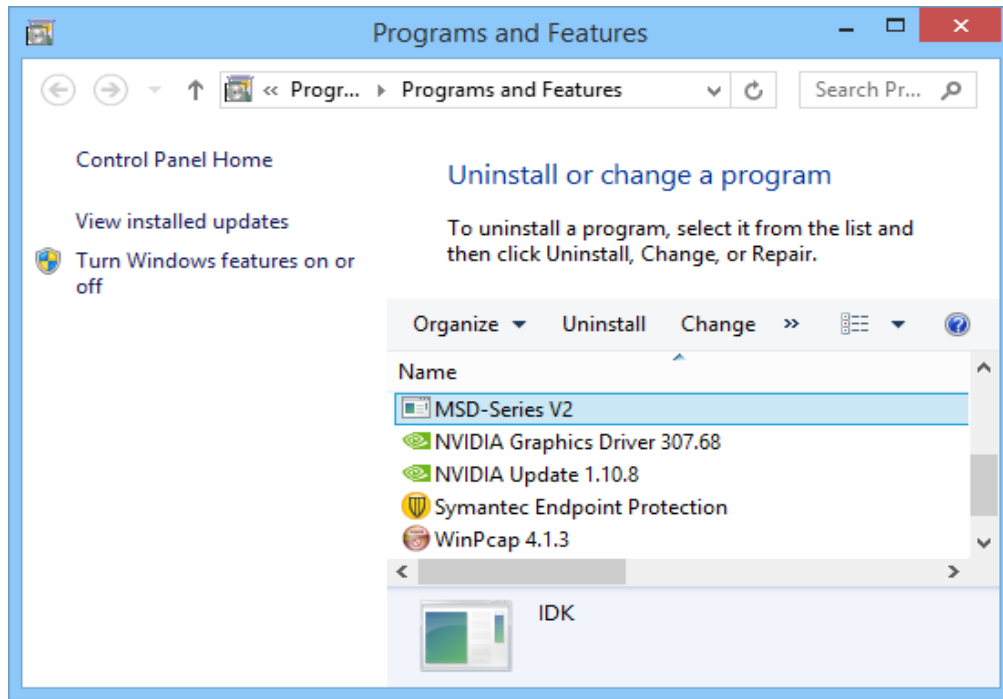 Programs and Features
« Progr... Programs and Features
Search Pr...
Control Panel Home
View installed updates
Turn Windows features on or
off
Uninstall or change a program
To uninstall a program, select it from the list and
then click Uninstall, Change, or Repair.
Organize Uninstall Change »
Name
MSD-Series V2
NVIDIA Graphics Driver 307.68
NVIDIA Update 1.10.8
Symantec Endpoint Protection
WinPcap 4.1.3
IDK